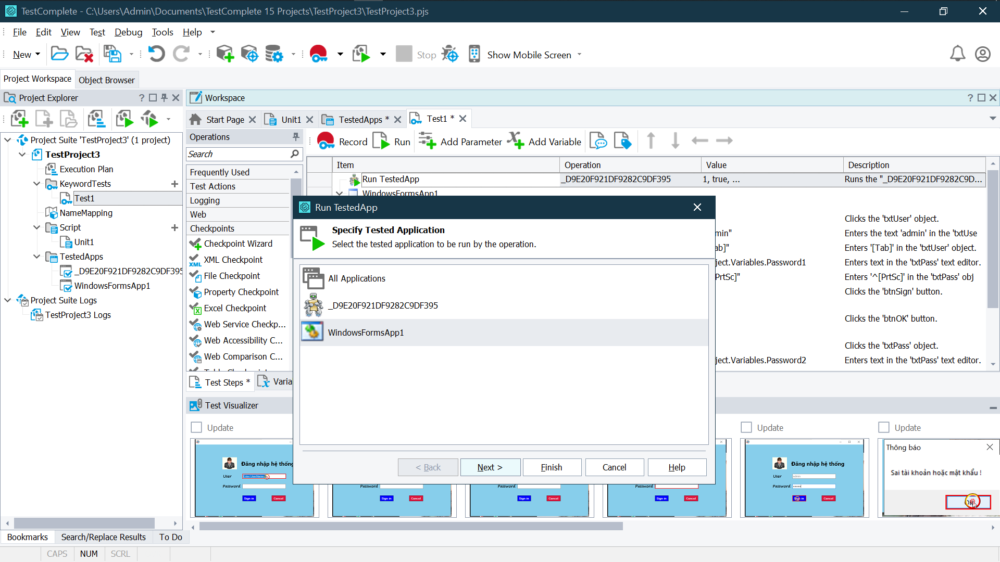 TestComplete - C:\Users\Admin\Documents\TestComplete 15 Projects\TestProject3\TestProject3.pjs
File Edit View Test Debug Tools Help
New Stop Show Mobile Screen
Project Workspace Object Browser
Project Explorer ?
Workspace ?
Start Page Unit1 TestedApps * Test1 *
Project Suite 'TestProject3' (1 project)
TestProject3
Execution Plan
KeywordTests
Test1
NameMapping
Script
Unit1
TestedApps
_D9E20F921DF9282C9DF395
WindowsFormsApp1
Project Suite Logs
TestProject3 Logs
Operations
Search
Frequently Used
Test Actions
Logging
Web
Checkpoints
Checkpoint Wizard
XML Checkpoint
File Checkpoint
Property Checkpoint
Excel Checkpoint
Web Service Checkp...
Web Accessibility C...
Web Comparison C...
Record Run Add Parameter Add Variable
Item Operation Value Description
Run TestedApp _D9E20F921DF9282C9DF395 1, true, ... Runs the "_D9E20F921DF9282C9D...
WindowsFormsApp1
Clicks the 'txtUser' object.
min" Enters the text 'admin' in the 'txtUse
ab]" Enters '[Tab]' in the 'txtUser' object.
ject.Variables.Password1 Enters text in the 'txtPass' text editor.
PrtSc]" Enters '^[PrtSc]' in the 'txtPass' obj
Clicks the 'btnSign' button.
Clicks the 'btnOK' button.
Clicks the 'txtPass' object.
ject.Variables.Password2 Enters text in the 'txtPass' text editor.
Run TestedApp
Specify Tested Application
Select the tested application to be run by the operation.
All Applications
_D9E20F921DF9282C9DF395
WindowsFormsApp1
< Back Next > Finish Cancel Help
Test Steps * Varia
Test Visualizer
Update Update Update
Đăng nhập hệ thống
User Enter UserName
Password
Sign in Cancel
Password
Sign in Cancel
Password
Sign in Cancel
Password
Sign in Cancel
Đăng nhập hệ thống
User admin
Password
Sign in Cancel
Thông báo
Sai tài khoản hoặc mật khẩu !
Bookmarks Search/Replace Results To Do
CAPS NUM SCRL